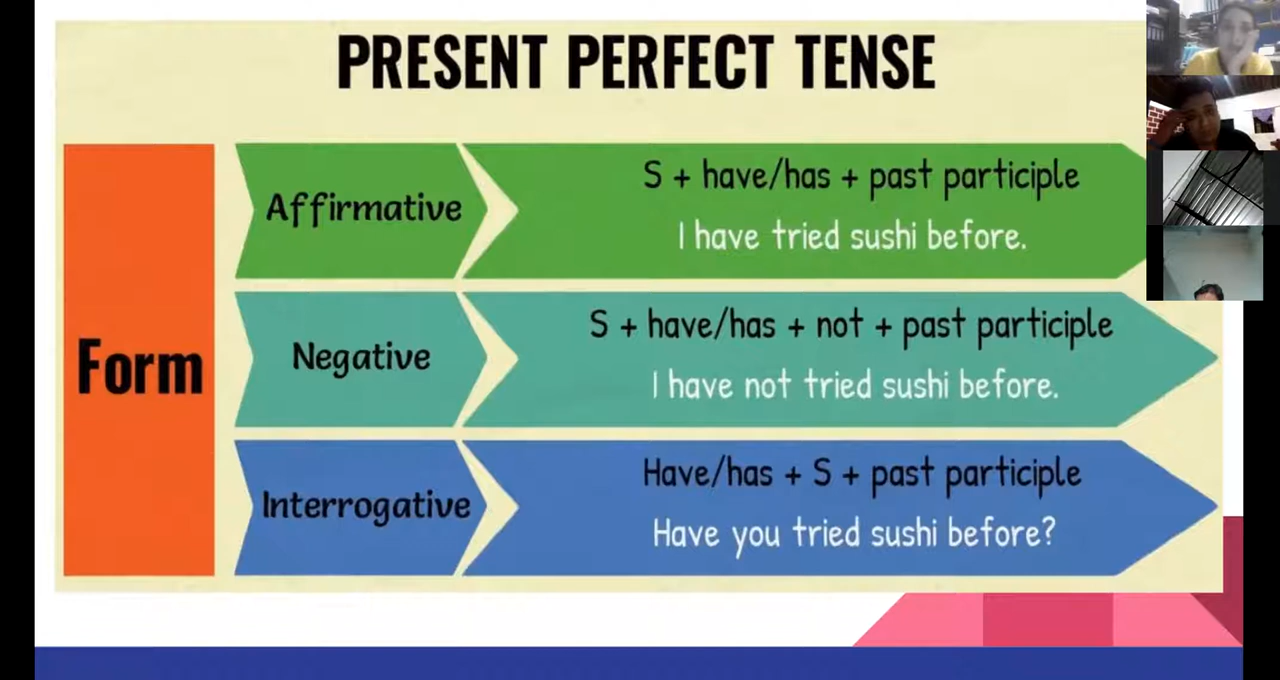 PRESENT PERFECT TENSE
Form
Affirmative
S + have/has + past participle
I have tried sushi before.
Negative
S + have/has + not + past participle
I have not tried sushi before.
Interrogative
Have/has + S + past participle
Have you tried sushi before?